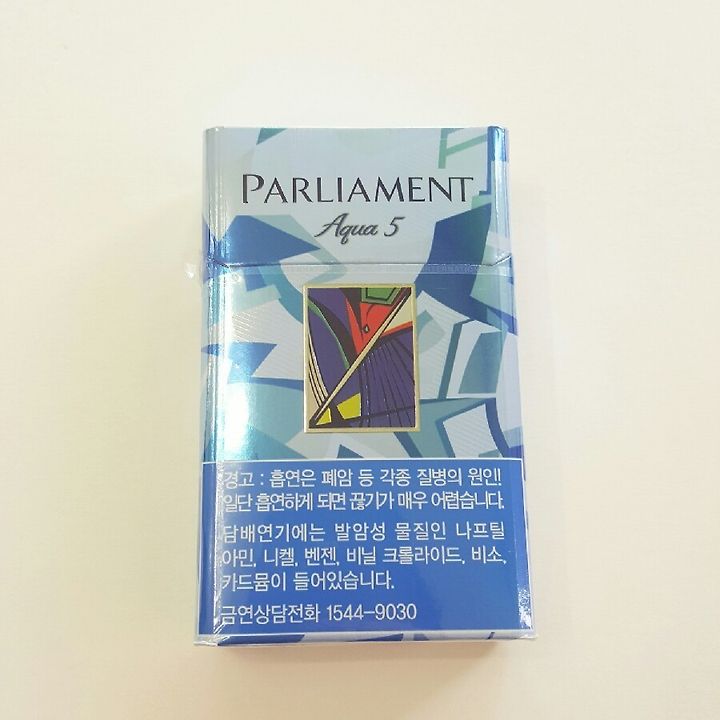 PARLIAMENT
Aqua 5
경고 : 흡연은 폐암 등 각종 질병의 원인!
일단 흡연하게 되면 끊기가 매우 어렵습니다.
담배연기에는 발암성 물질인 나프틸
아민, 니켈, 벤젠, 비닐 크롤라이드, 비소,
카드뮴이 들어있습니다.
금연상담전화 1544-9030